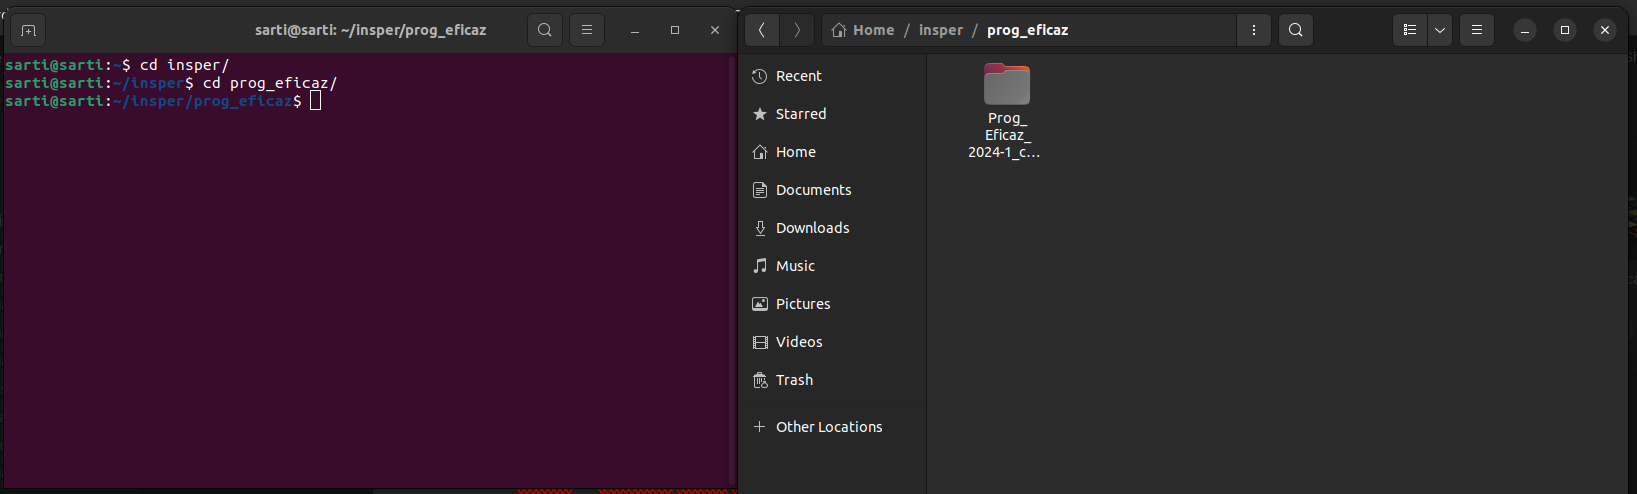 sarti@sarti: ~/insper/prog_eficaz
sarti@sarti:~$ cd insper/
sarti@sarti:~/insper$ cd prog_eficaz/
sarti@sarti:~/insper/prog_eficaz$
Home / insper / prog_eficaz
Recent
Starred
Home
Documents
Downloads
Music
Pictures
Videos
Trash
+ Other Locations
Prog_
Eficaz_
2024-1_c...